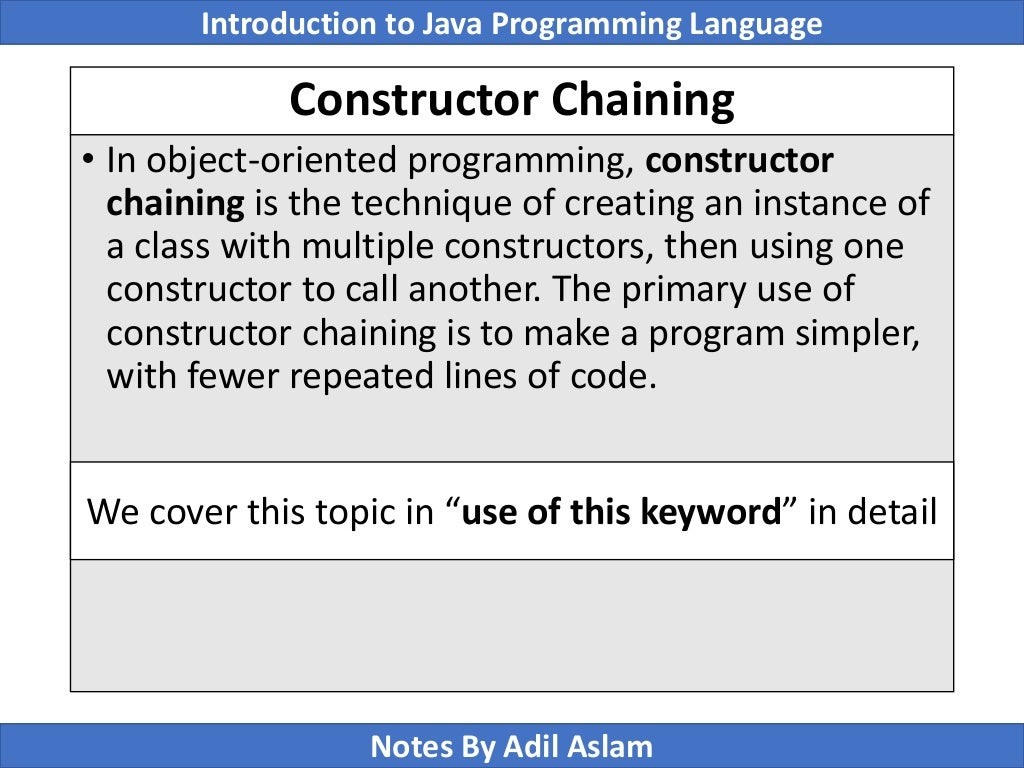 Introduction to Java Programming Language
Constructor Chaining
• In object-oriented programming, constructor
chaining is the technique of creating an instance of
a class with multiple constructors, then using one
constructor to call another. The primary use of
constructor chaining is to make a program simpler,
with fewer repeated lines of code.
We cover this topic in “use of this keyword” in detail
Notes By Adil Aslam